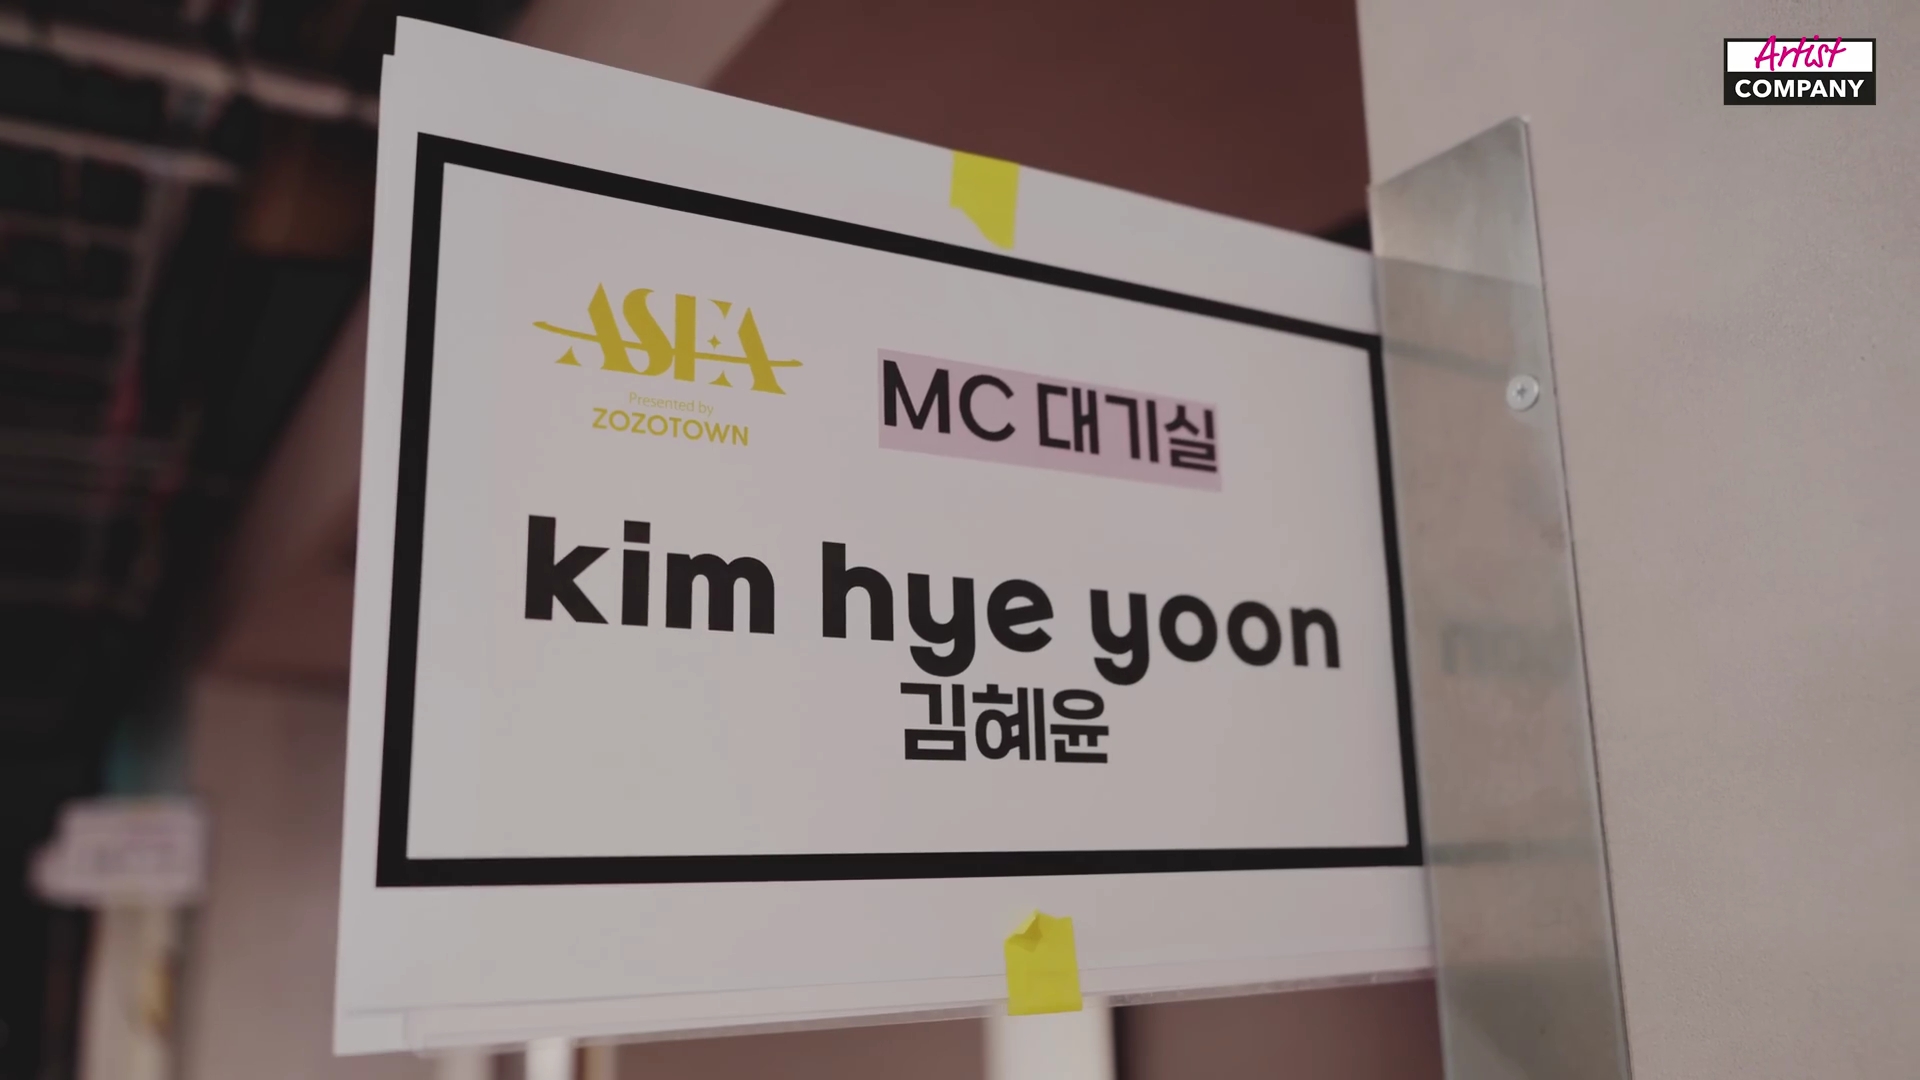 Artist
COMPANY
ASEA
Presented by
ZOZOTOWN
MC 대기실
kim hye yoon
김혜윤